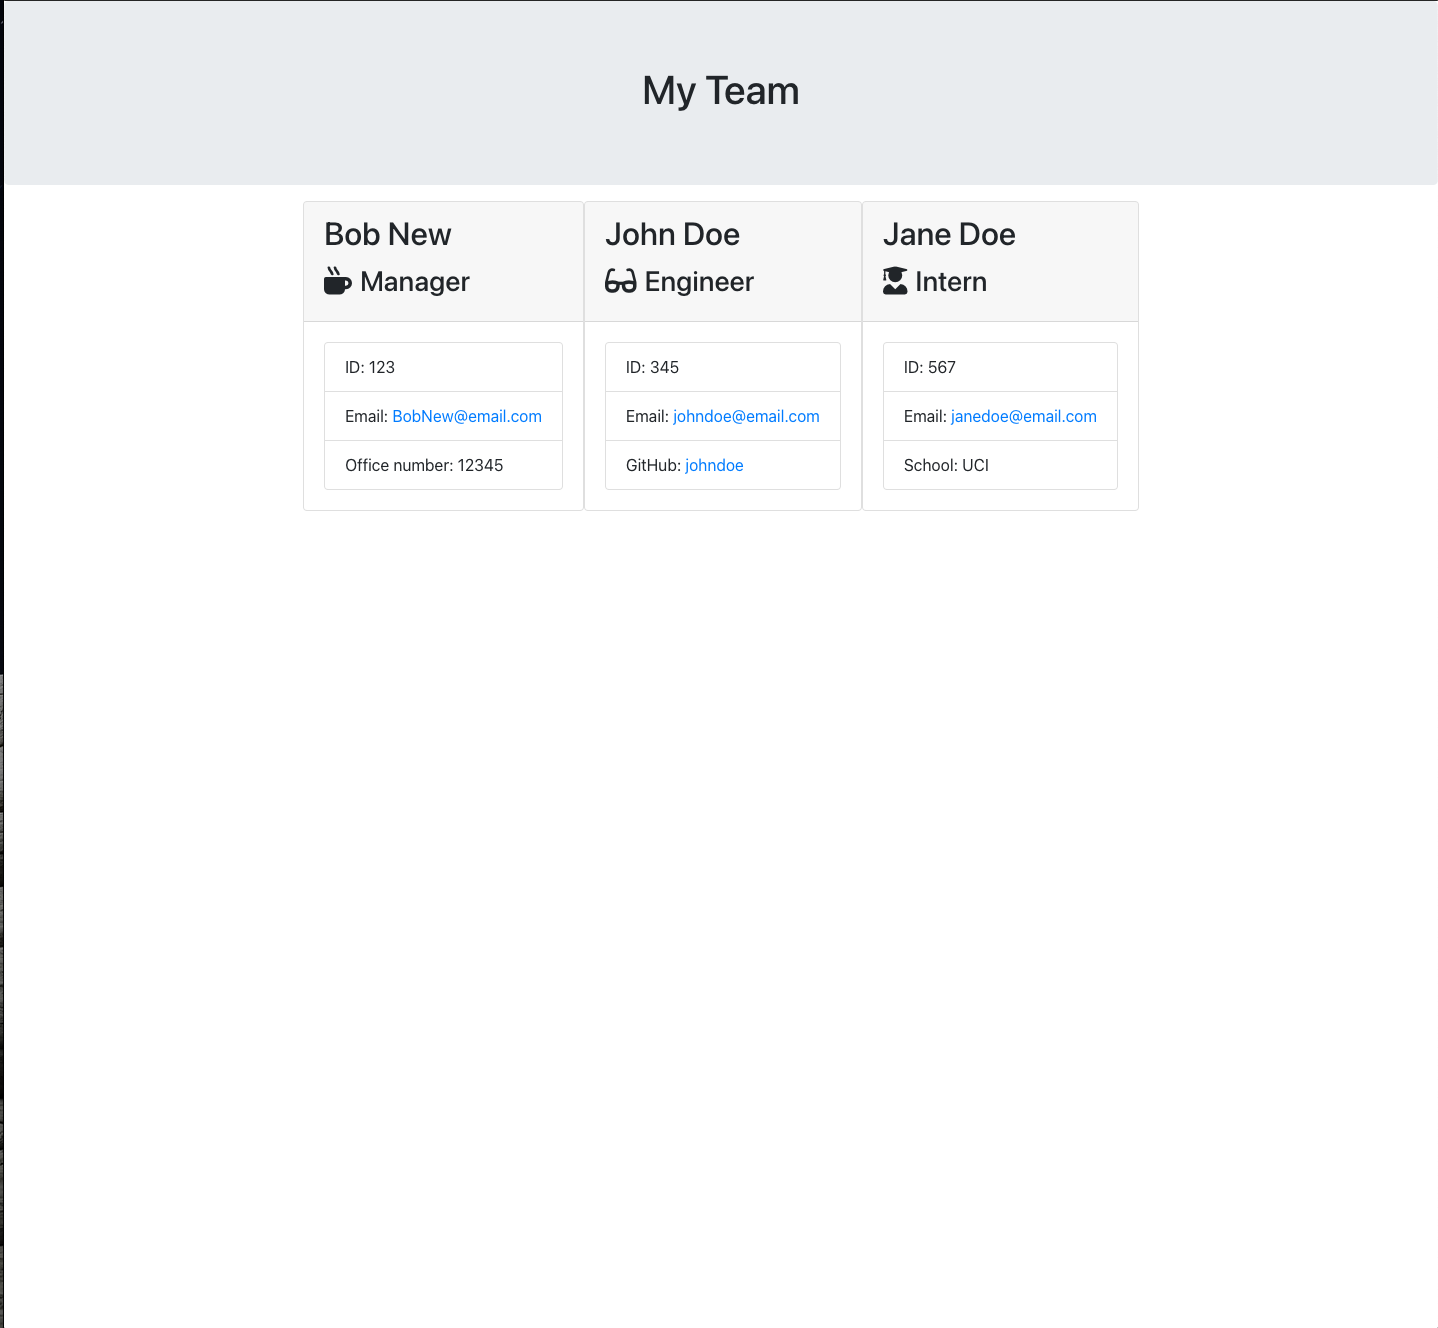 My Team
Bob New
Manager
ID: 123
Email: BobNew@email.com
Office number: 12345
John Doe
Engineer
ID: 345
Email: johndoe@email.com
GitHub: johndoe
Jane Doe
Intern
ID: 567
Email: janedoe@email.com
School: UCI